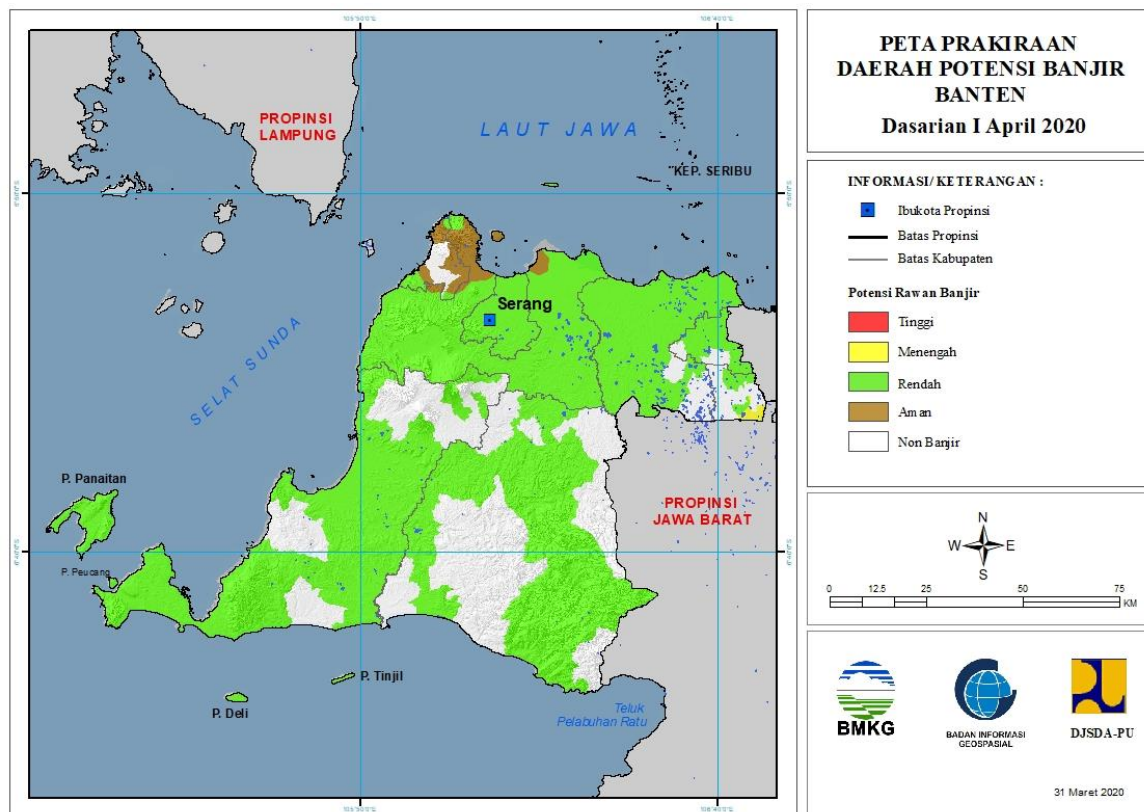 PETA PRAKIRAAN
DAERAH POTENSI BANJIR
BANTEN
Dasarian I April 2020
INFORMASI/KETERANGAN :
Ibukota Propinsi
Batas Propinsi
Batas Kabupaten
Potensi Rawan Banjir
Tinggi
Menengah
Rendah
Aman
Non Banjir
N
W E
S
0 12.5 25 50 75
KM
BMKG
BADAN INFORMASI
GEOSPASIAL
DJSDA-PU
31 Maret 2020
PROPINSI
LAMPUNG
LAUT JAWA
KEP. SERIBU
Serang
SELAT SUNDA
P. Panaitan
P. Peucang
PROPINSI
JAWA BARAT
P. Tinjil
P. Deli
Teluk
Pelabuhan Ratu